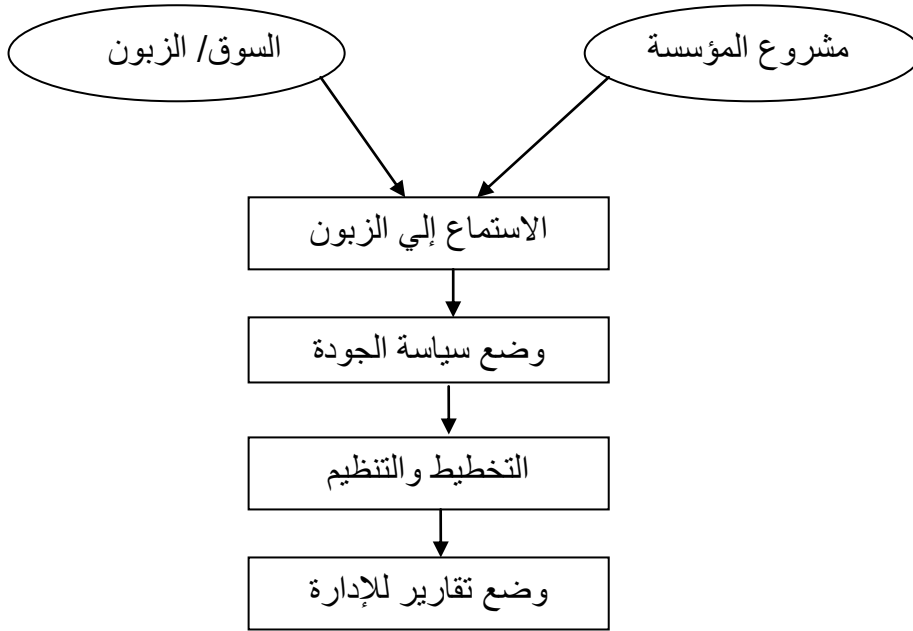 مشروع المؤسسة
السوق/ الزبون
الاستماع إلي الزبون
وضع سياسة الجودة
التخطيط والتنظيم
وضع تقارير للإدارة